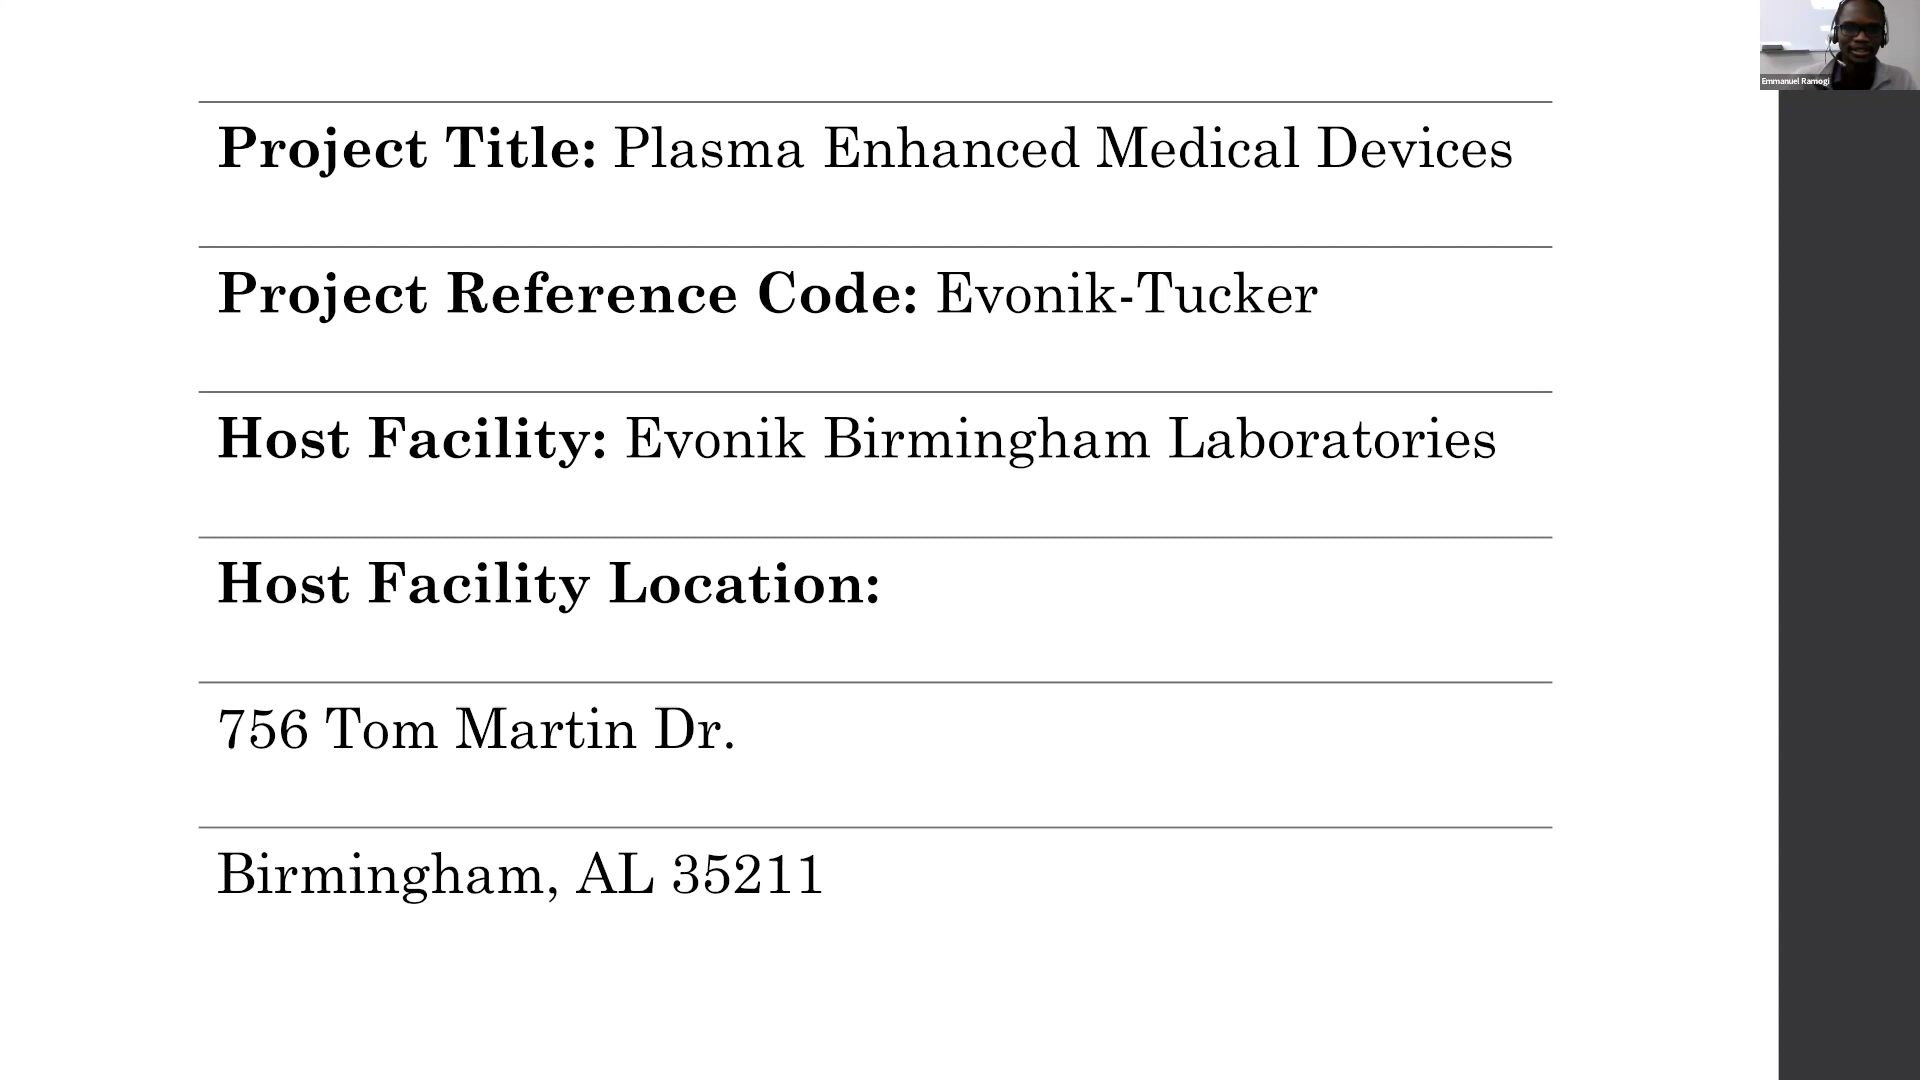 Emmanuel Ramogi
Project Title: Plasma Enhanced Medical Devices
Project Reference Code: Evonik-Tucker
Host Facility: Evonik Birmingham Laboratories
Host Facility Location:
756 Tom Martin Dr.
Birmingham, AL 35211